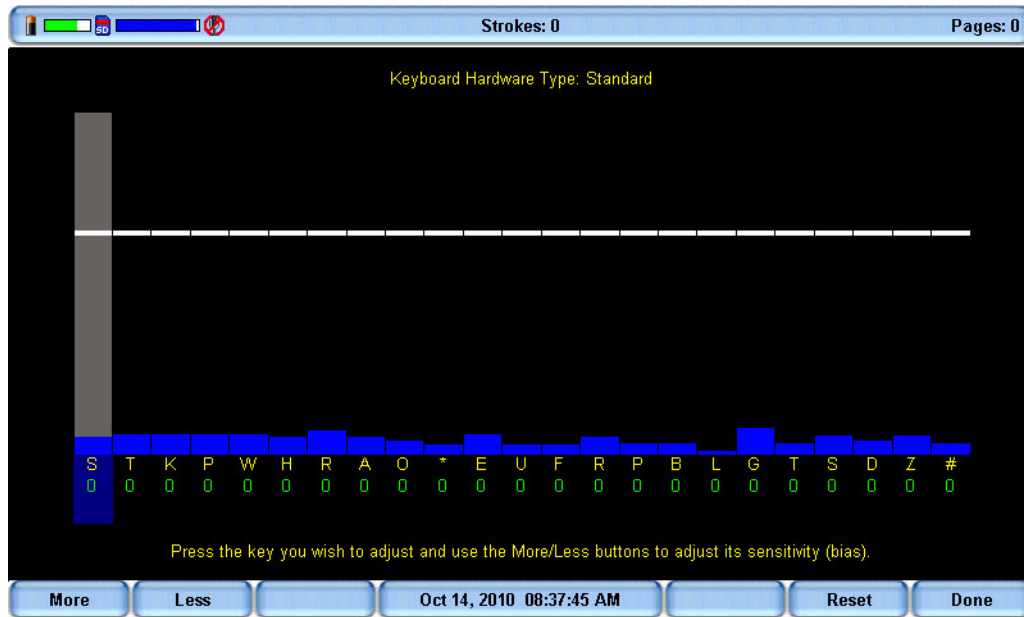 SD Strokes: 0 Pages: 0
Keyboard Hardware Type: Standard
S T K P W H R A O * E U F R P B L G T S D Z #
0 0 0 0 0 0 0 0 0 0 0 0 0 0 0 0 0 0 0 0 0 0 0
Press the key you wish to adjust and use the More/Less buttons to adjust its sensitivity (bias).
More Less Oct 14, 2010 08:37:45 AM Reset Done